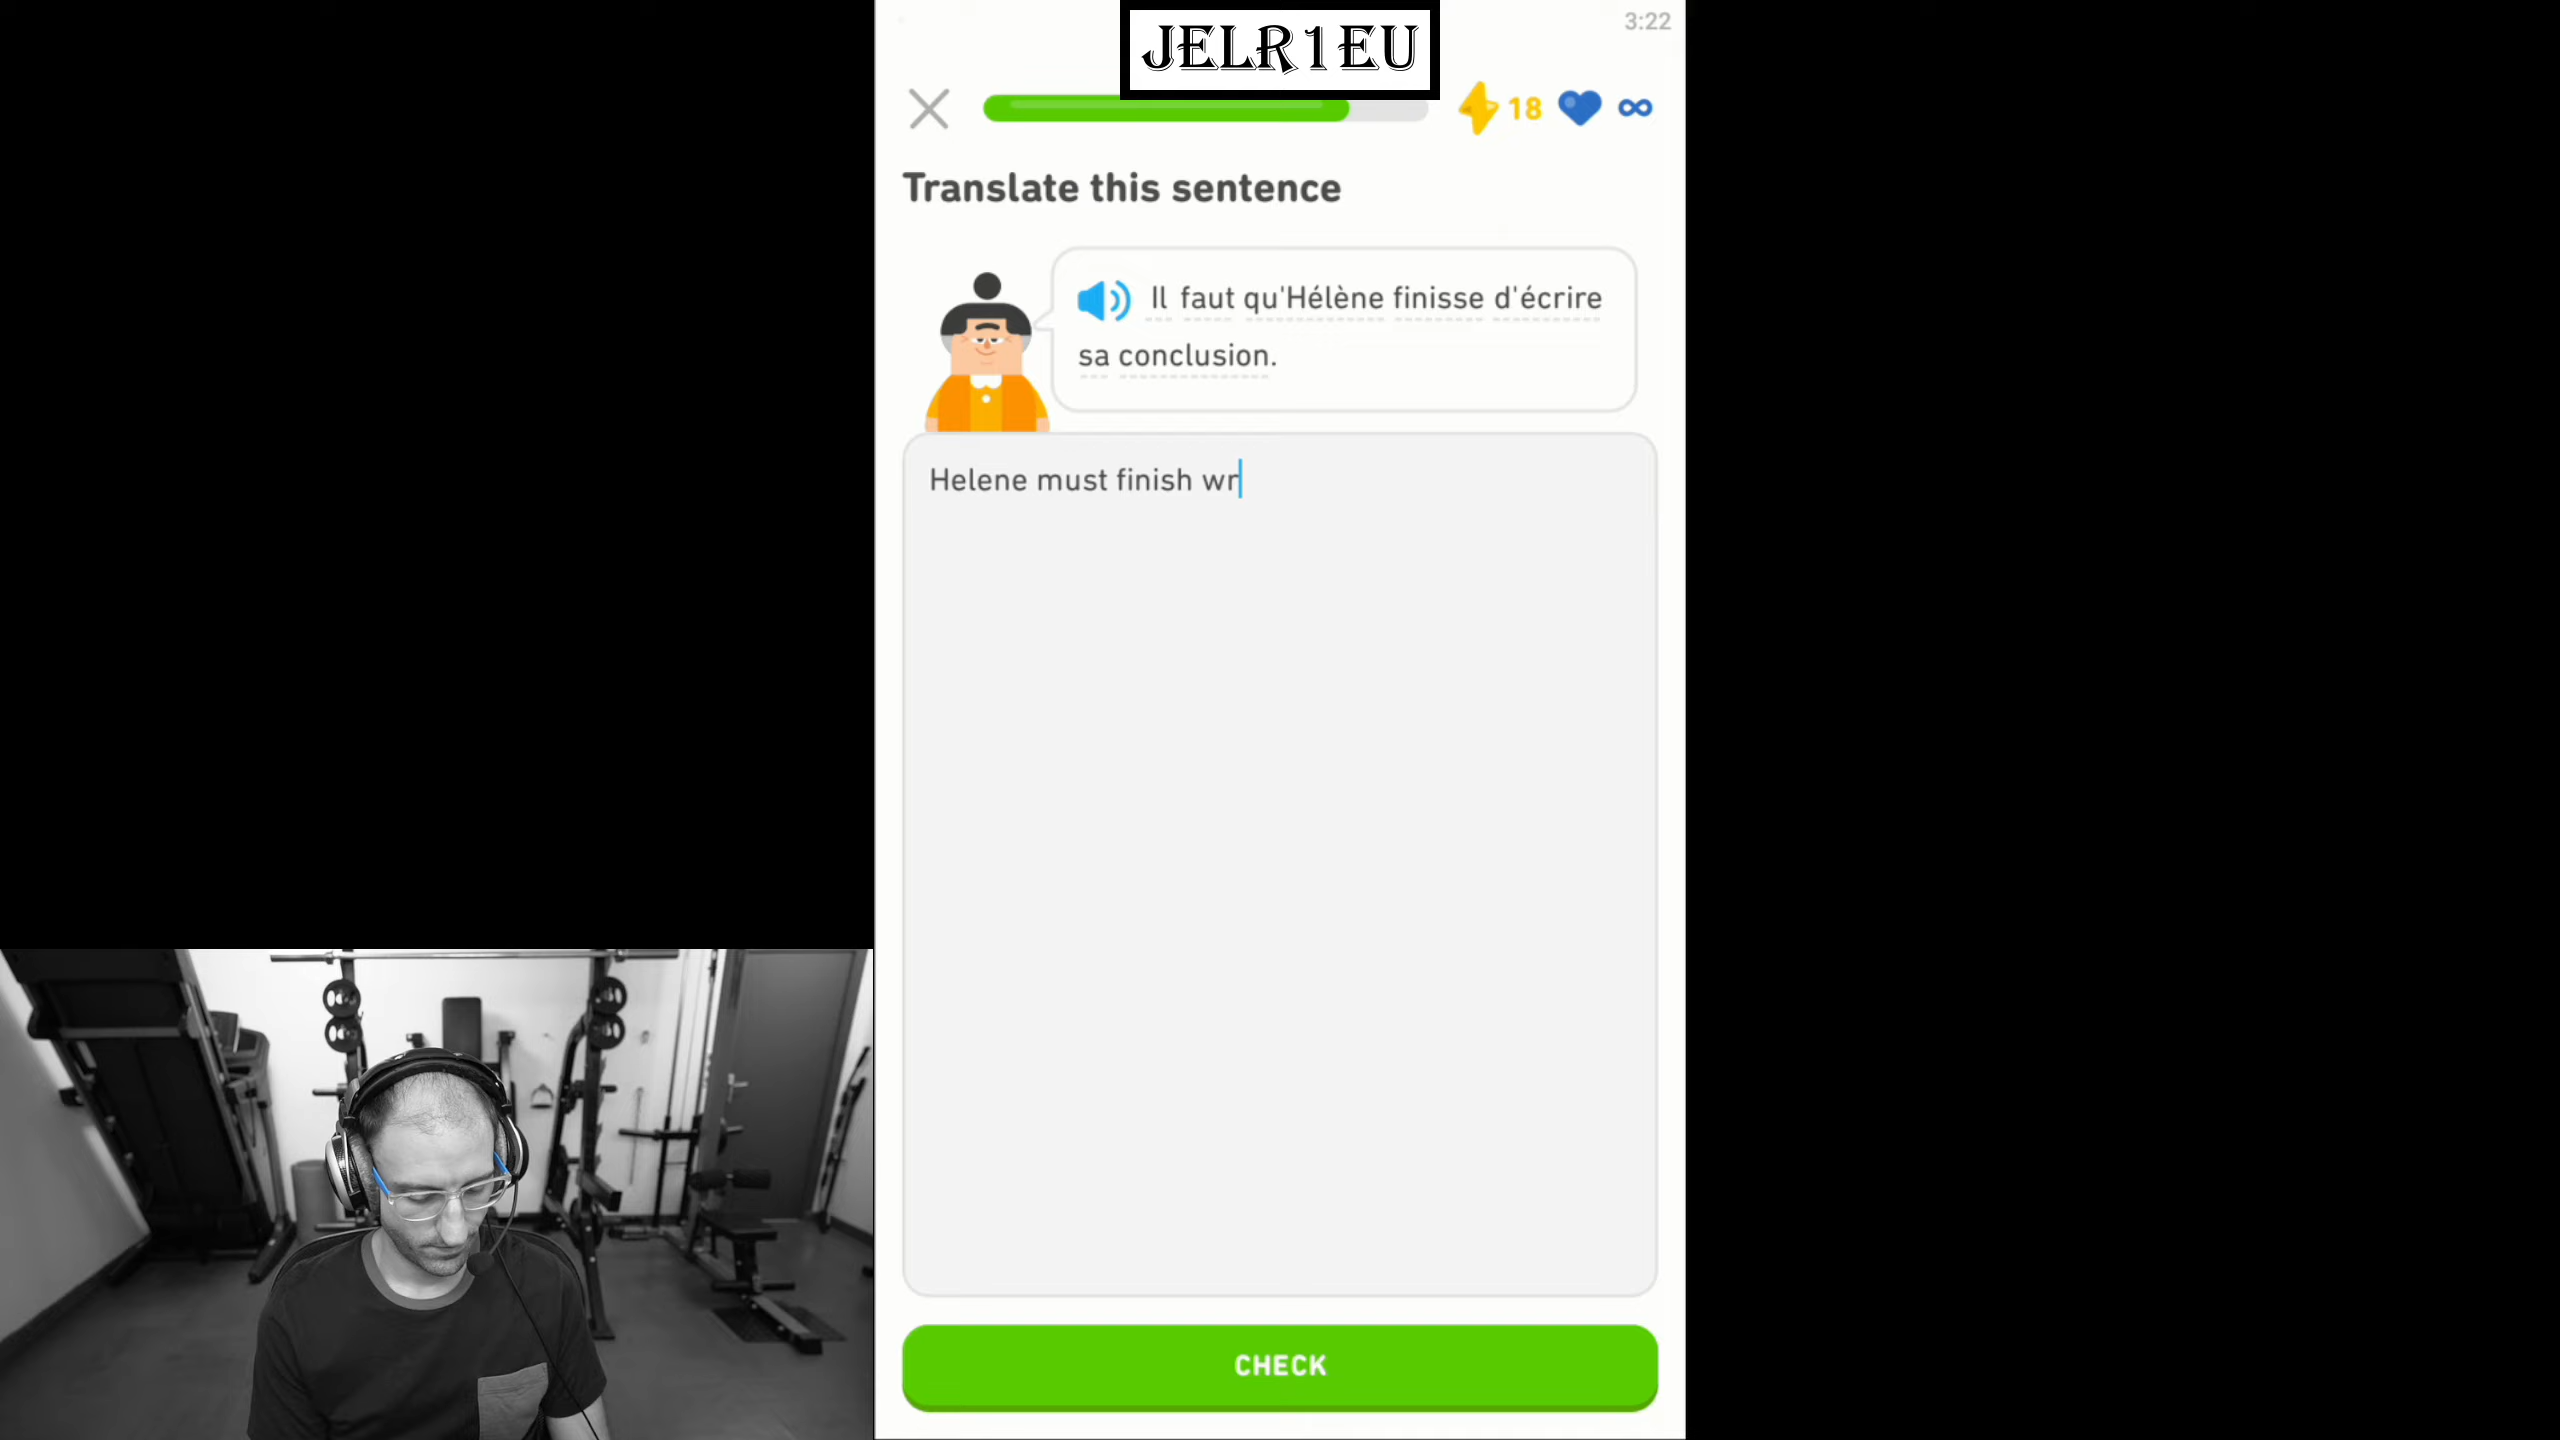 JELR1EU
3:22
18 ∞
Translate this sentence
Il faut qu'Hélène finisse d'écrire
sa conclusion.
Helene must finish wr
CHECK